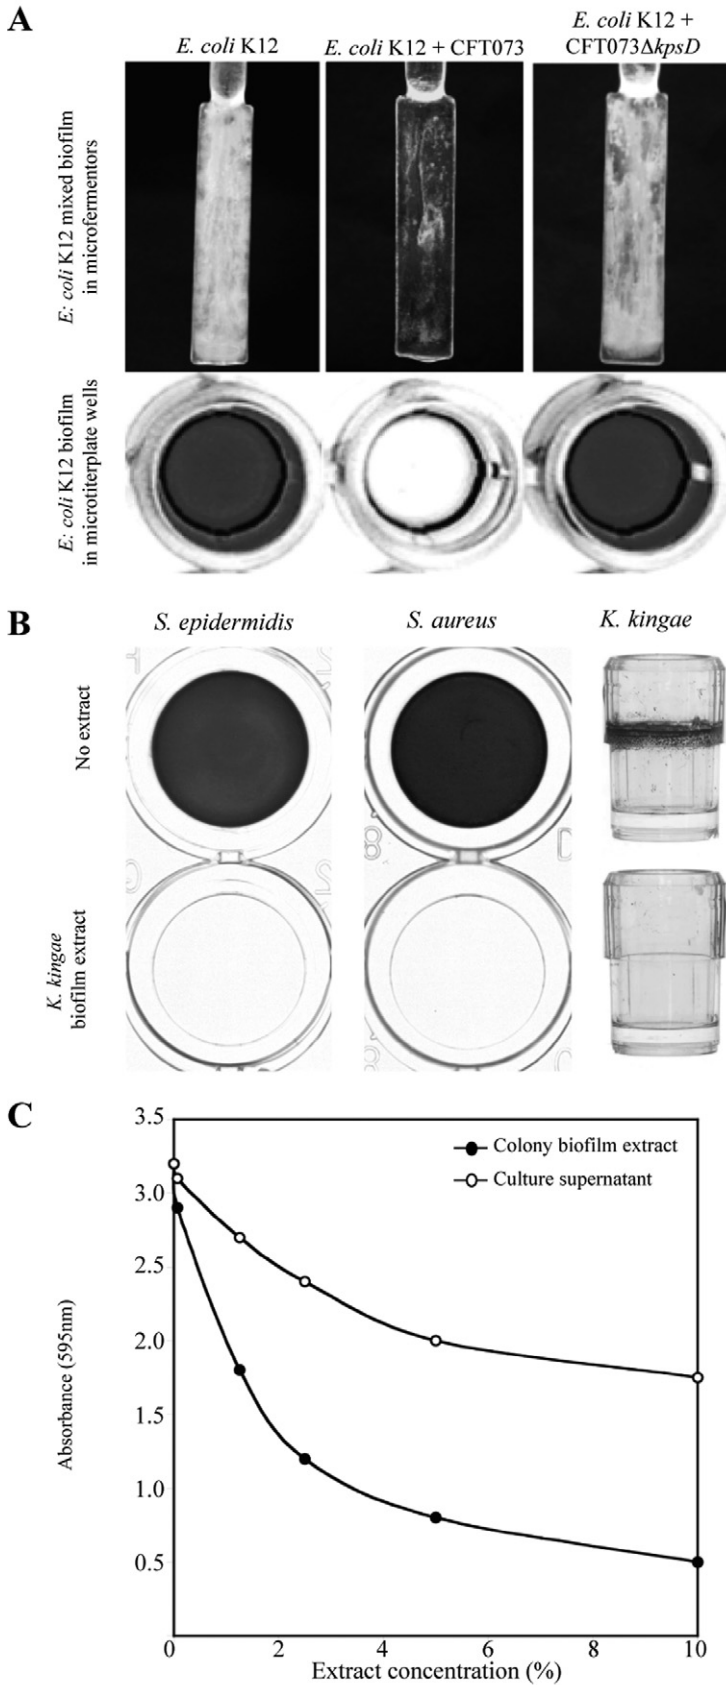 A
E. coli K12
E. coli K12 + CFT073
E. coli K12 +
CFT073ΔkpsD
E: coli K12 mixed biofilm
in microfermentors
E: coli K12 biofilm
in microtiterplate wells
B
S. epidermidis
S. aureus
K. kingae
No extract
K. kingae
biofilm extract
C
3.5
3.0
2.5
2.0
1.5
1.0
0.5
Colony biofilm extract
Culture supernatant
Absorbance (595nm)
0 2 4 6 8 10
Extract concentration (%)